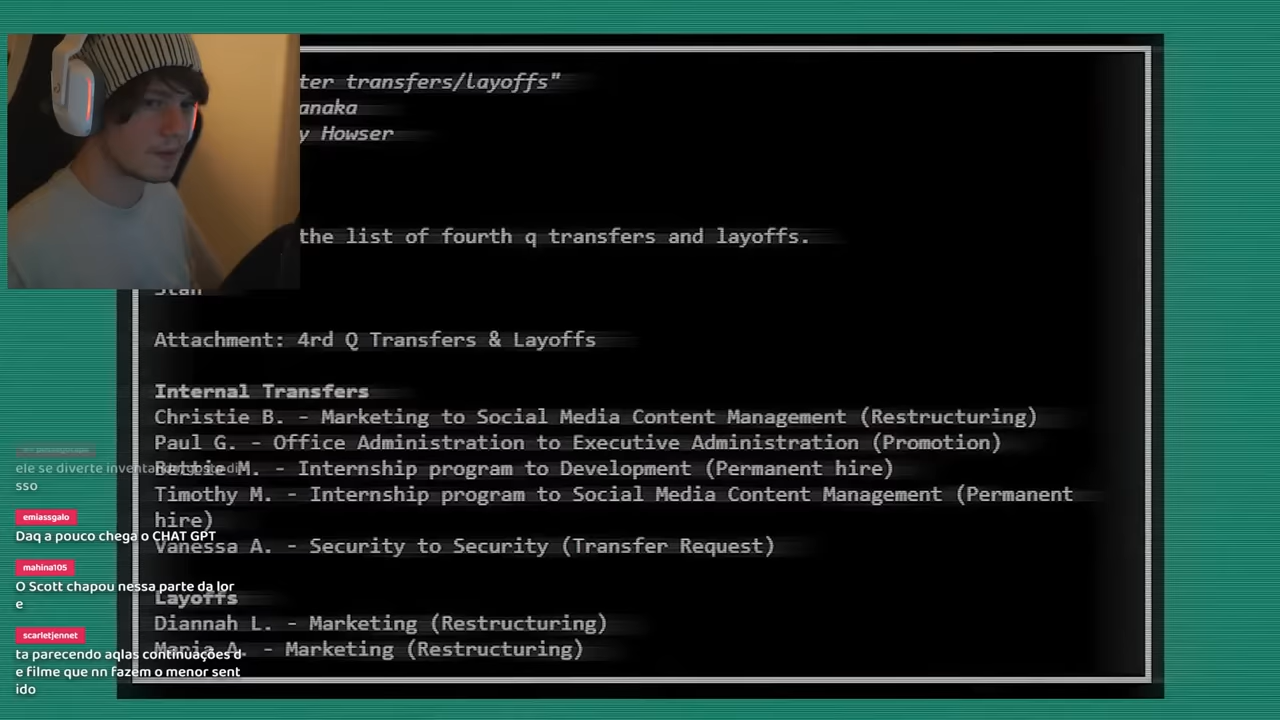 ter transfers/layoffs"
anaka
y Howser
the list of fourth q transfers and layoffs.
Stan
Attachment: 4rd Q Transfers & Layoffs
Internal Transfers
Christie B. - Marketing to Social Media Content Management (Restructuring)
Paul G. - Office Administration to Executive Administration (Promotion)
M. - Internship program to Development (Permanent hire)
Timothy M. - Internship program to Social Media Content Management (Permanent
hire)
Vanessa A. - Security to Security (Transfer Request)
Layoffs
Diannah L. - Marketing (Restructuring)
Maria A. - Marketing (Restructuring)
ele se diverte
sso
emiassgalo
Daq a pouco chega o CHAT GPT
mahina105
O Scott chapou nessa parte da lor
e
scarletjennet
ta parecendo aqlas continuações d
e filme que nn fazem o menor sent
ido